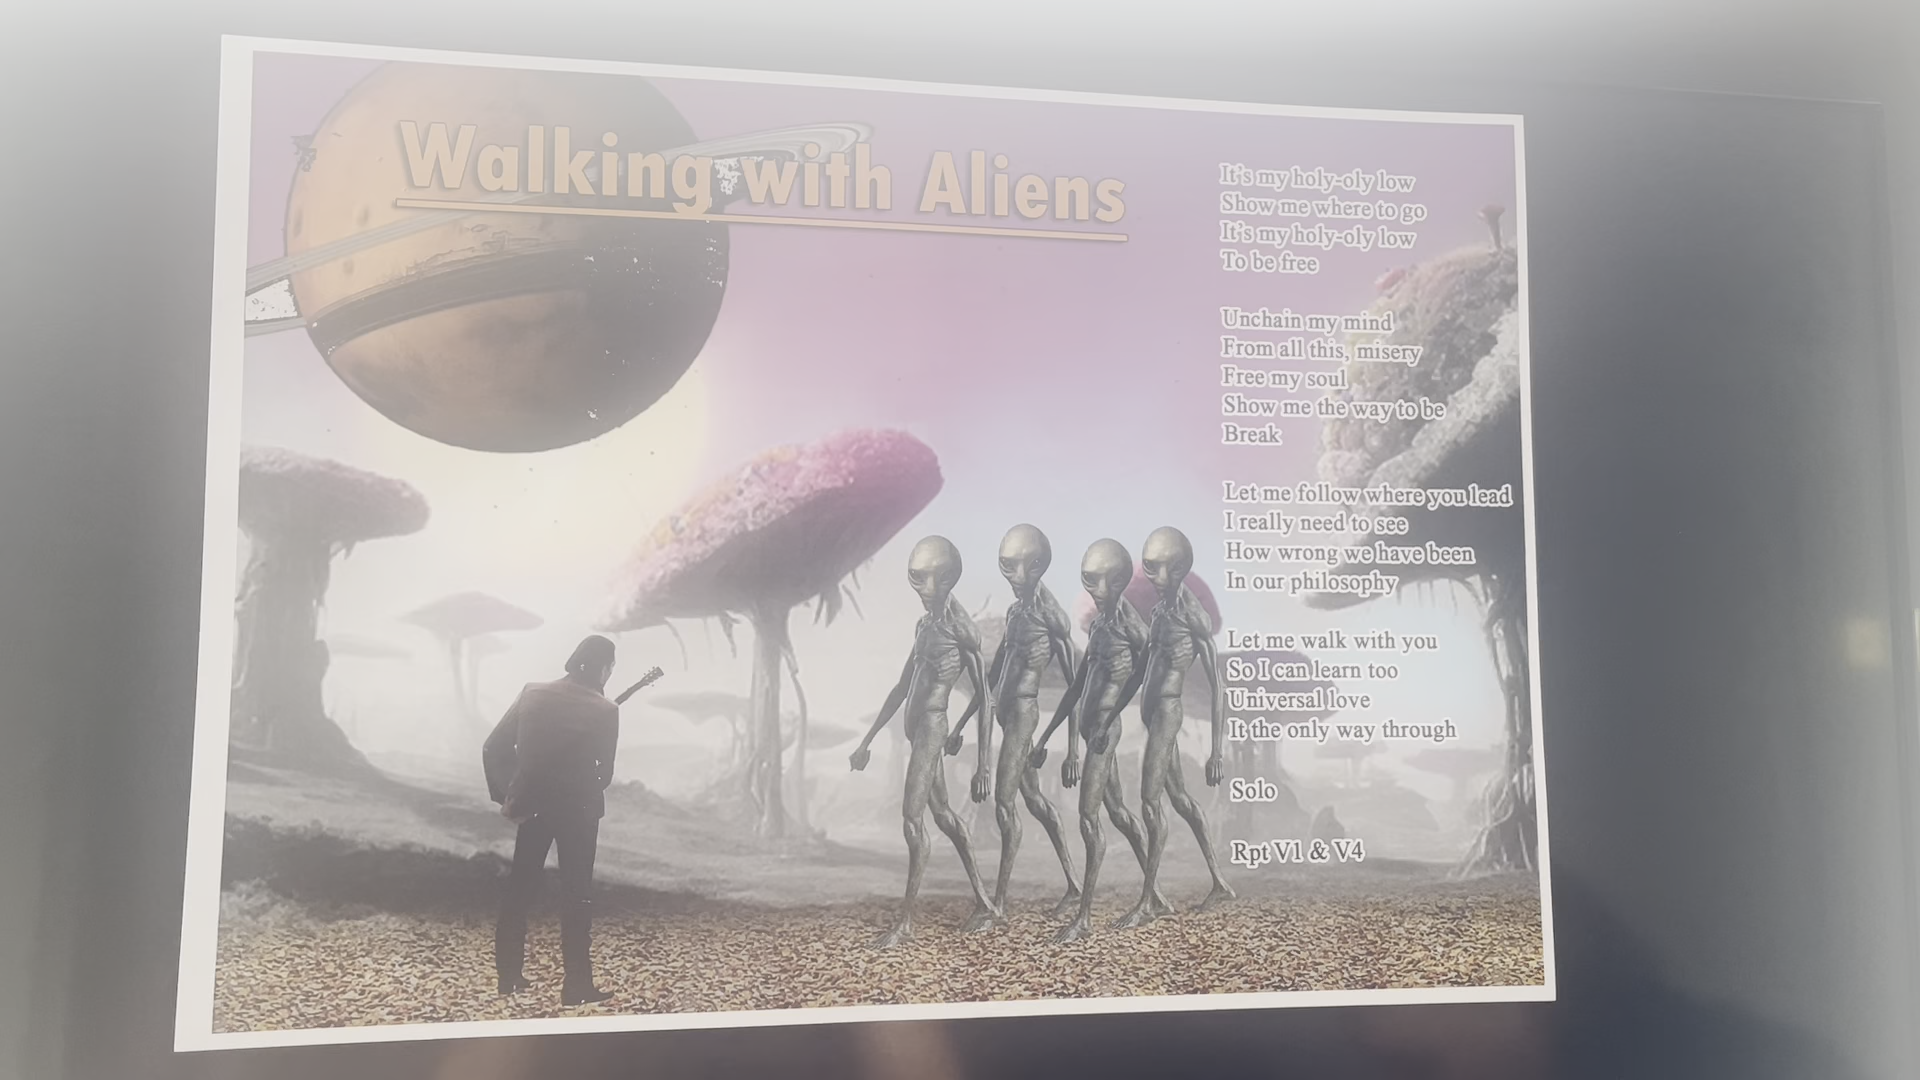 Walking with Aliens
It's my holy-oly low
Show me where to go
It's my holy-oly low
To be free
Unchain my mind
From all this, misery
Free my soul
Show me the way to be
Break
Let me follow where you lead
I really need to see
How wrong we have been
In our philosophy
Let me walk with you
So I can learn too
Universal love
It the only way through
Solo
Rpt V1 & V4